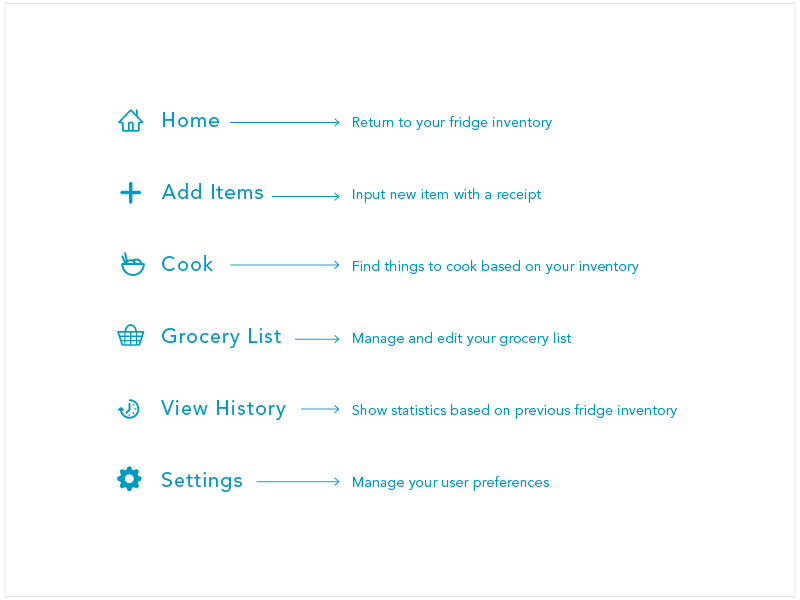 Home Return to your fridge inventory
Add Items Input new item with a receipt
Cook Find things to cook based on your inventory
Grocery List Manage and edit your grocery list
View History Show statistics based on previous fridge inventory
Settings Manage your user preferences